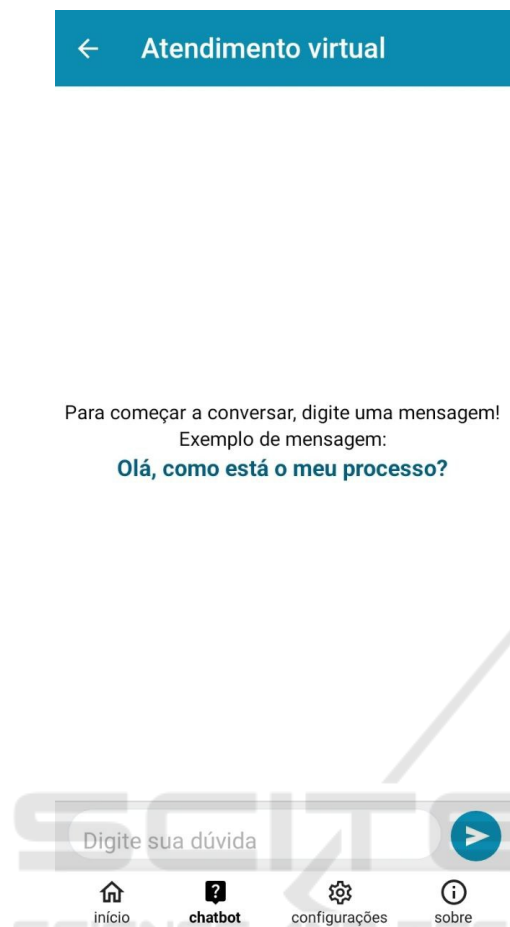 Atendimento virtual
Para começar a conversar, digite uma mensagem!
Exemplo de mensagem:
Olá, como está o meu processo?
Digite sua dúvida
início chatbot configurações sobre